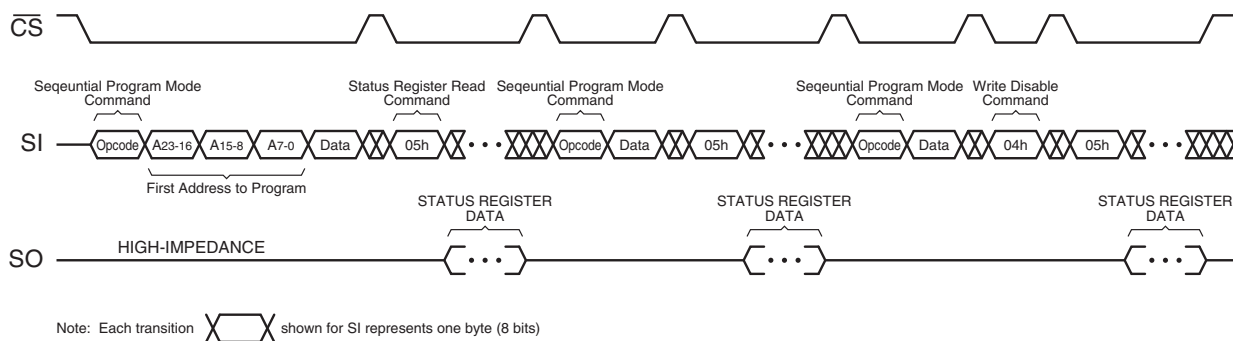 CS
Seqeuntial Program Mode
Command
Status Register Read
Command
Seqeuntial Program Mode
Command
Seqeuntial Program Mode
Command
Write Disable
Command
SI
Opcode A23-16 A15-8 A7-0 Data 05h Opcode Data 05h Opcode Data 04h 05h
First Address to Program
STATUS REGISTER
DATA
STATUS REGISTER
DATA
STATUS REGISTER
DATA
SO
HIGH-IMPEDANCE
Note: Each transition shown for SI represents one byte (8 bits)